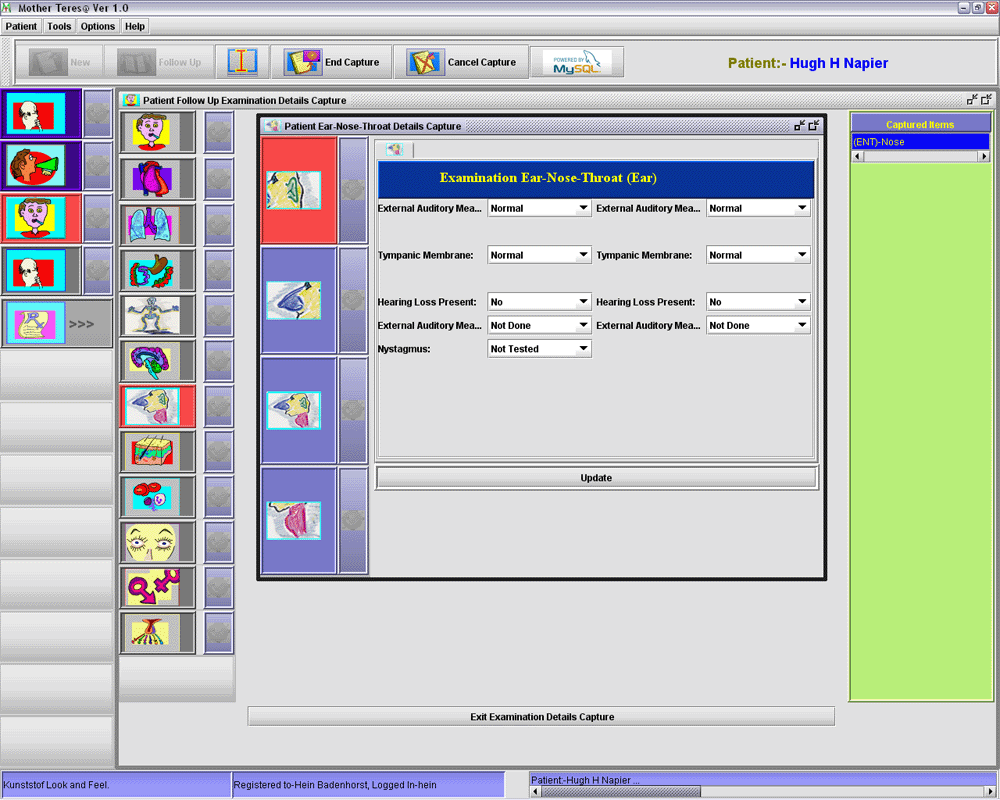 Mother Teres@ Ver 1.0
Patient Tools Options Help
New Follow Up End Capture Cancel Capture POWERED BY MySQL Patient:- Hugh H Napier
Patient Follow Up Examination Details Capture
Patient Ear-Nose-Throat Details Capture
Captured Items
(ENT)-Nose
Examination Ear-Nose-Throat (Ear)
External Auditory Mea... Normal External Auditory Mea... Normal
Tympanic Membrane: Normal Tympanic Membrane: Normal
Hearing Loss Present: No Hearing Loss Present: No
External Auditory Mea... Not Done External Auditory Mea... Not Done
Nystagmus: Not Tested
>>>
Update
Exit Examination Details Capture
Kunststof Look and Feel. Registered to-Hein Badenhorst, Logged In-hein Patient:-Hugh H Napier ...